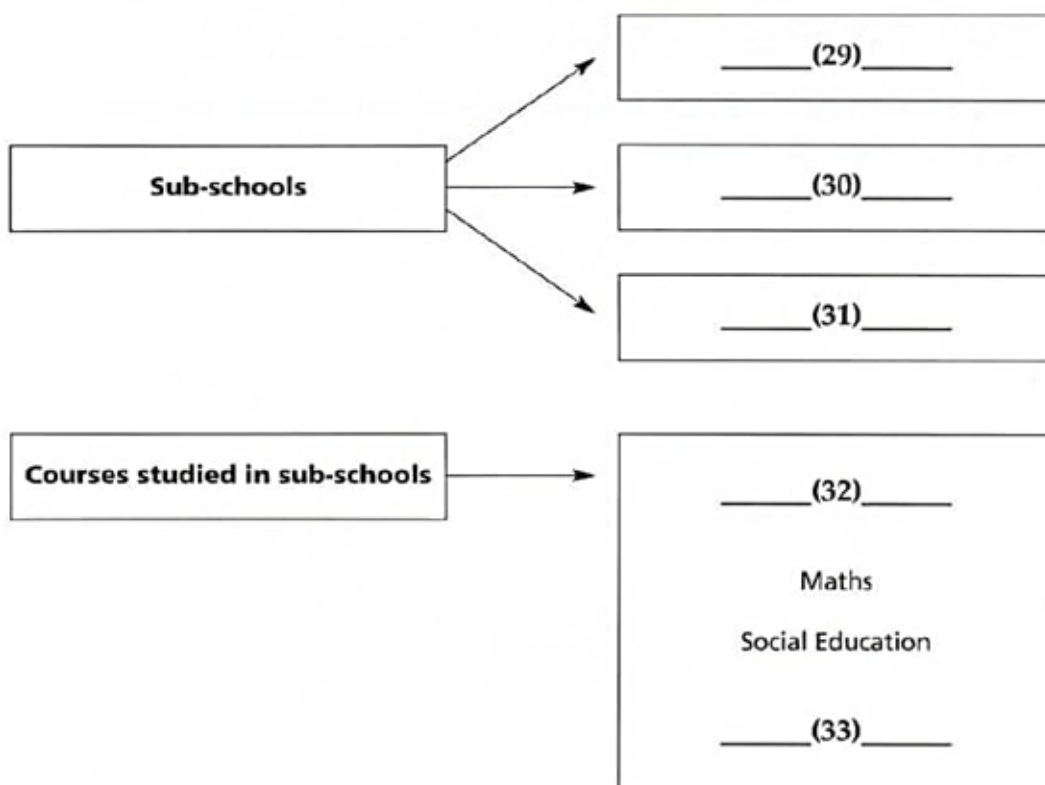 ______(29)______
Sub-schools
______(30)______
______(31)______
Courses studied in sub-schools
______(32)______
Maths
Social Education
______(33)______